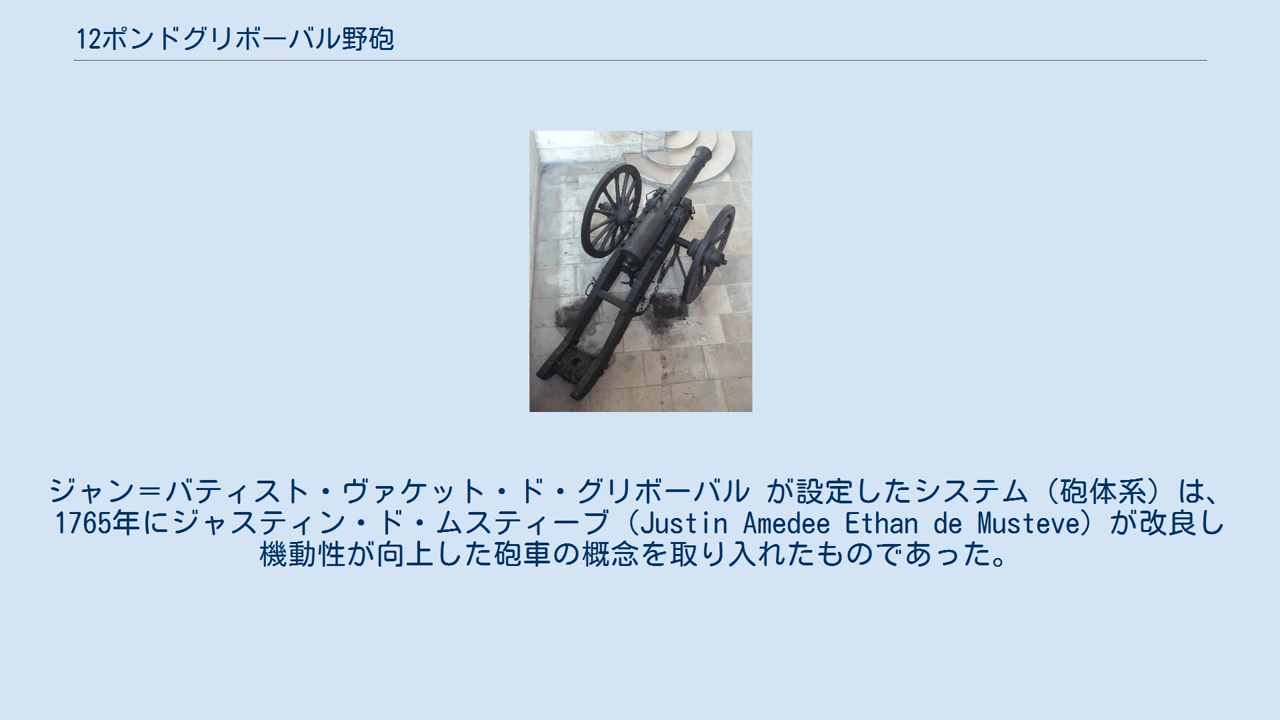 12ポンドグリボーバル野砲
ジャン＝バティスト・ヴァケット・ド・グリボーバル が設定したシステム（砲体系）は、
1765年にジャスティン・ド・ムスティーブ（Justin Amedee Ethan de Musteve）が改良し
機動性が向上した砲車の概念を取り入れたものであった。